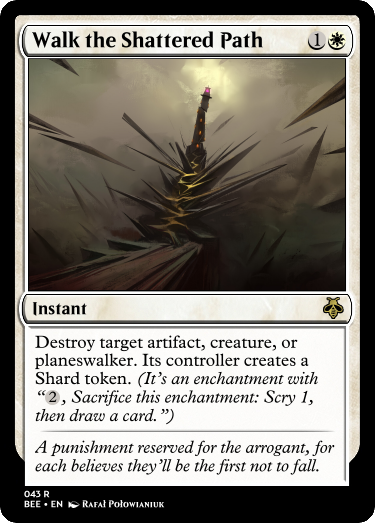 Walk the Shattered Path 1
Instant
Destroy target artifact, creature, or
planeswalker. Its controller creates a
Shard token. (It's an enchantment with
“2, Sacrifice this enchantment: Scry 1,
then draw a card.”)
A punishment reserved for the arrogant, for
each believes they'll be the first not to fall.
043 R
BEE • EN Rafał Połowianiuk